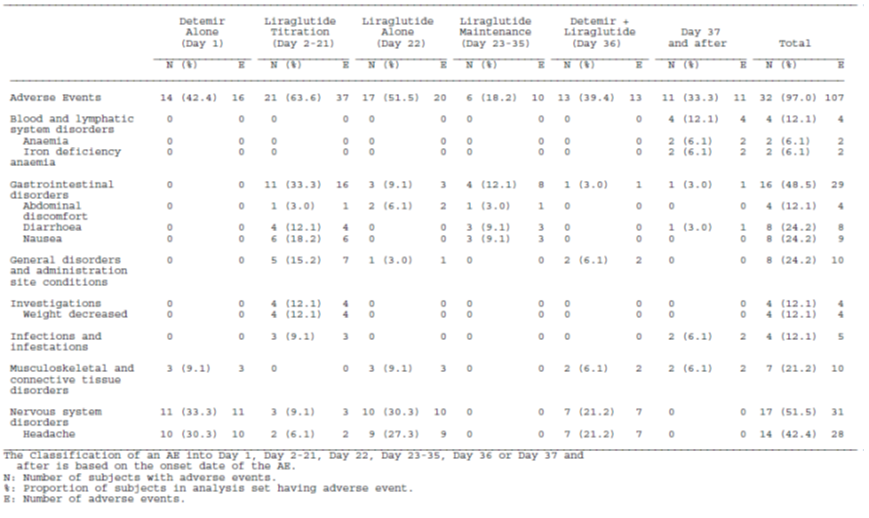 Detemir Liraglutide Liraglutide Liraglutide Detemir +
Alone Titration Alone Maintenance Liraglutide Day 37
(Day 1) (Day 2-21) (Day 22) (Day 23-35) (Day 36) and after Total
N (%) E N (%) E N (%) E N (%) E N (%) E N (%) E N (%) E
Adverse Events 14 (42.4) 16 21 (63.6) 37 17 (51.5) 20 6 (18.2) 10 13 (39.4) 13 11 (33.3) 11 32 (97.0) 107
Blood and lymphatic 0 0 0 0 0 0 0 0 0 0 4 (12.1) 4 4 (12.1) 4
system disorders
Anaemia 0 0 0 0 0 0 0 0 0 0 2 (6.1) 2 2 (6.1) 2
Iron deficiency 0 0 0 0 0 0 0 0 0 0 2 (6.1) 2 2 (6.1) 2
anaemia
Gastrointestinal 0 0 11 (33.3) 16 3 (9.1) 3 4 (12.1) 8 1 (3.0) 1 1 (3.0) 1 16 (48.5) 29
disorders
Abdominal 0 0 1 (3.0) 1 2 (6.1) 2 1 (3.0) 1 0 0 0 0 4 (12.1) 4
discomfort
Diarrhoea 0 0 4 (12.1) 4 0 0 3 (9.1) 3 0 0 1 (3.0) 1 8 (24.2) 8
Nausea 0 0 6 (18.2) 6 0 0 3 (9.1) 3 0 0 0 0 8 (24.2) 9
General disorders 0 0 5 (15.2) 7 1 (3.0) 1 0 0 2 (6.1) 2 0 0 8 (24.2) 10
and administration
site conditions
Investigations 0 0 4 (12.1) 4 0 0 0 0 0 0 0 0 4 (12.1) 4
Weight decreased 0 0 4 (12.1) 4 0 0 0 0 0 0 0 0 4 (12.1) 4
Infections and 0 0 3 (9.1) 3 0 0 0 0 0 0 2 (6.1) 2 4 (12.1) 5
infestations
Musculoskeletal and 3 (9.1) 3 0 0 3 (9.1) 3 0 0 2 (6.1) 2 2 (6.1) 2 7 (21.2) 10
connective tissue
disorders
Nervous system 11 (33.3) 11 3 (9.1) 3 10 (30.3) 10 0 0 7 (21.2) 7 0 0 17 (51.5) 31
disorders
Headache 10 (30.3) 10 2 (6.1) 2 9 (27.3) 9 0 0 7 (21.2) 7 0 0 14 (42.4) 28
The Classification of an AE into Day 1, Day 2-21, Day 22, Day 23-35, Day 36 or Day 37 and
after is based on the onset date of the AE.
N: Number of subjects with adverse events.
%: Proportion of subjects in analysis set having adverse event.
E: Number of adverse events.